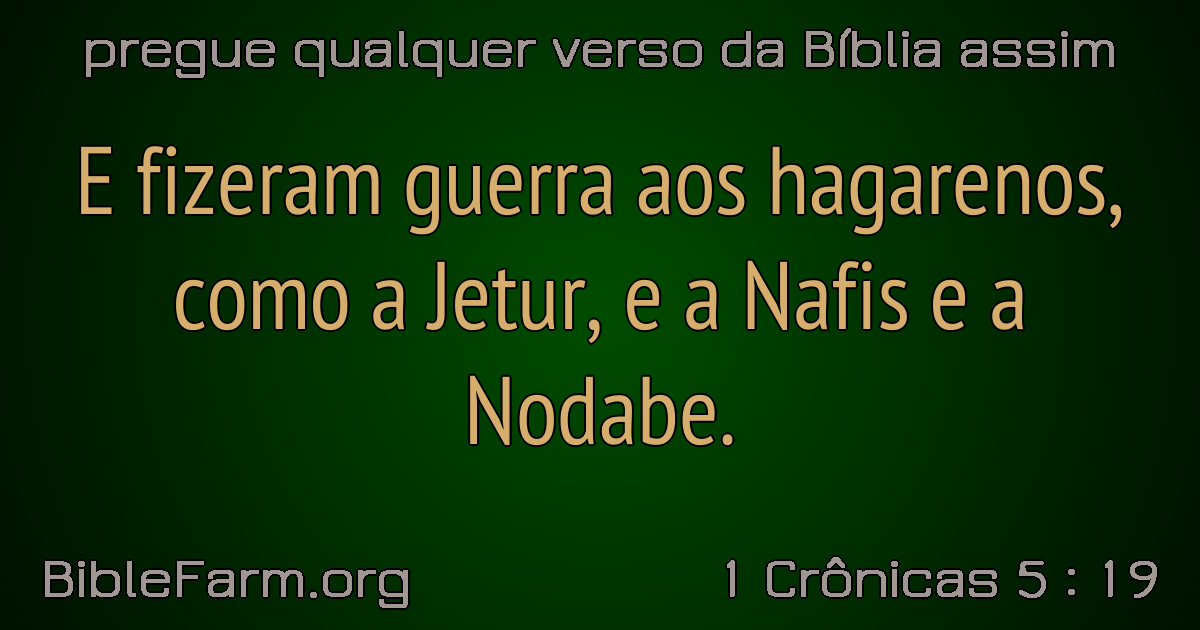 pregue qualquer verso da Bíblia assim
E fizeram guerra aos hagarenos,
como a Jetur, e a Nafis e a
Nodabe.
BibleFarm.org
1 Crônicas 5 : 19